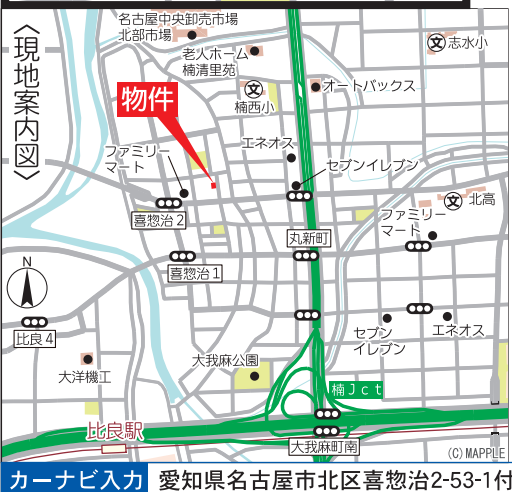 〈現地案内図〉
名古屋中央卸売市場
北部市場
老人ホーム
楠清里苑
文
志水小
物件
文
楠西小
オートバックス
エネオス
ファミリー
マート
セブンイレブン
喜惣治2
文
北高
ファミリー
マート
丸新町
喜惣治1
N
比良4
セブン
イレブン
エネオス
大洋機工
大我麻公園
楠Jct
比良駅
大我麻町南
(C)MAPPLE
カーナビ入力 愛知県名古屋市北区喜惣治2-53-1付